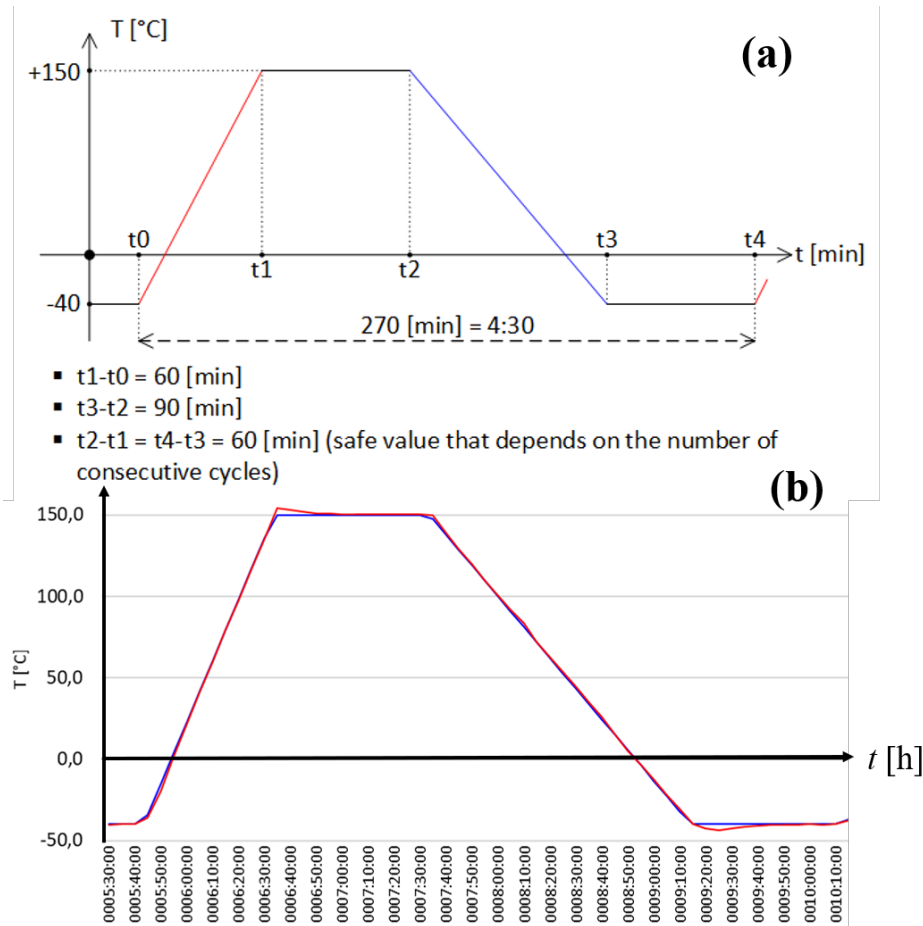 T [°C]
(a)
+150
t0
t3
t4
t1
t2
t [min]
-40
270 [min] = 4:30
▪ t1-t0 = 60 [min]
▪ t3-t2 = 90 [min]
▪ t2-t1 = t4-t3 = 60 [min] (safe value that depends on the number of
consecutive cycles)
(b)
150,0
100,0
50,0
0,0
-50,0
T [°C]
t [h]
0005:30:00
0005:40:00
0005:50:00
0006:00:00
0006:10:00
0006:20:00
0006:30:00
0006:40:00
0006:50:00
0007:00:00
0007:10:00
0007:20:00
0007:30:00
0007:40:00
0007:50:00
0008:00:00
0008:10:00
0008:20:00
0008:30:00
0008:40:00
0008:50:00
0009:00:00
0009:10:00
0009:20:00
0009:30:00
0009:40:00
0009:50:00
0010:00:00
0010:10:00